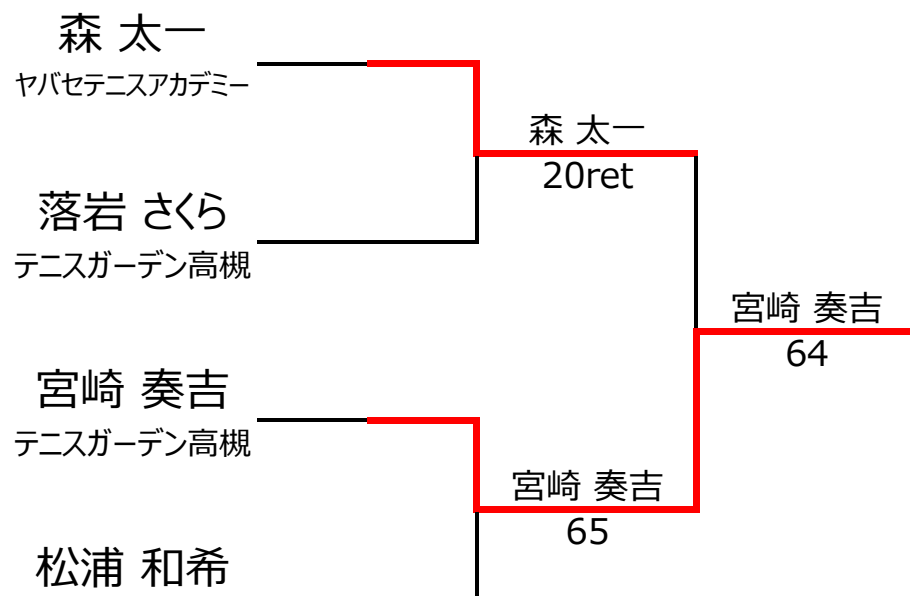 森 太一
ヤバセテニスアカデミー
森 太一
20ret
落岩 さくら
テニスガーデン高槻
宮崎 奏吉
64
宮崎 奏吉
テニスガーデン高槻
宮崎 奏吉
65
松浦 和希